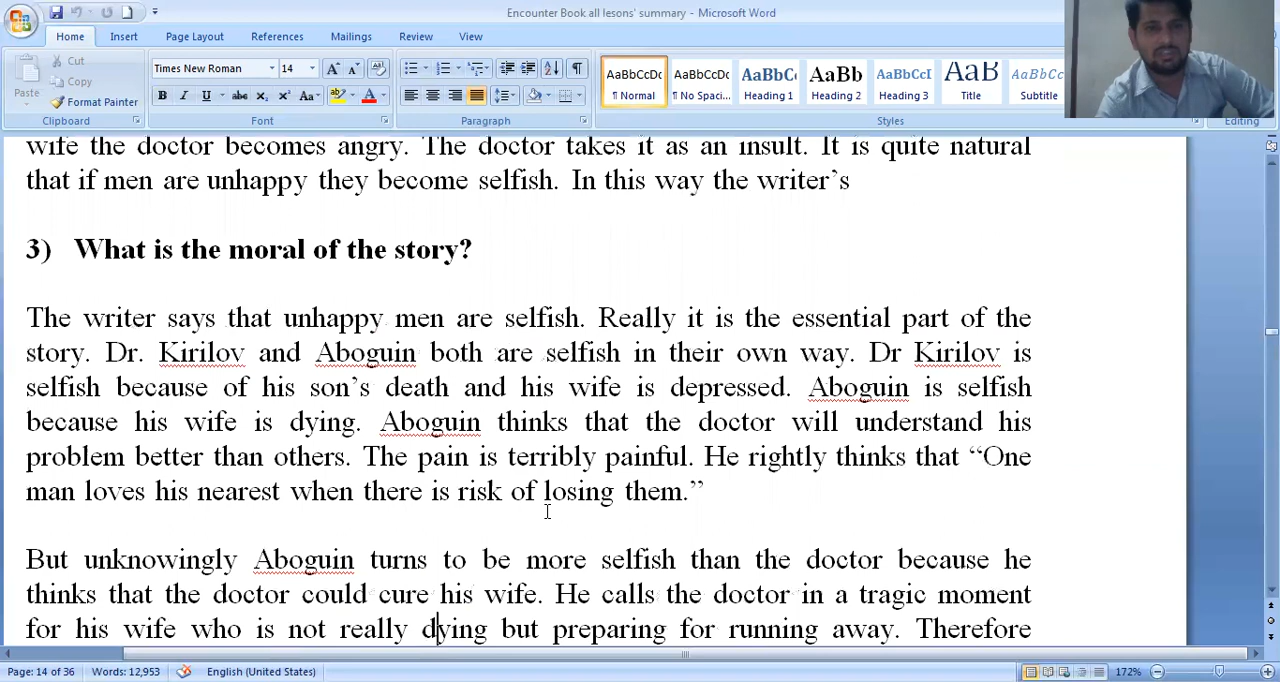 Encounter Book all lesons' summary - Microsoft Word
Home Insert Page Layout References Mailings Review View
Cut
Copy
Format Painter
Paste
Clipboard
Times New Roman 14
Font
Paragraph
AaBbCcDc AaBbCcDc AaBbC AaBb AaBbCcI AaB AaBbCcL
¶ Normal ¶ No Spaci... Heading 1 Heading 2 Heading 3 Title Subtitle
Styles
Editing
wife the doctor becomes angry. The doctor takes it as an insult. It is quite natural
that if men are unhappy they become selfish. In this way the writer’s
3) What is the moral of the story?
The writer says that unhappy men are selfish. Really it is the essential part of the
story. Dr. Kirilov and Aboguin both are selfish in their own way. Dr Kirilov is
selfish because of his son’s death and his wife is depressed. Aboguin is selfish
because his wife is dying. Aboguin thinks that the doctor will understand his
problem better than others. The pain is terribly painful. He rightly thinks that “One
man loves his nearest when there is risk of losing them.”
But unknowingly Aboguin turns to be more selfish than the doctor because he
thinks that the doctor could cure his wife. He calls the doctor in a tragic moment
for his wife who is not really dying but preparing for running away. Therefore
Page: 14 of 36 Words: 12,953 English (United States) 172%